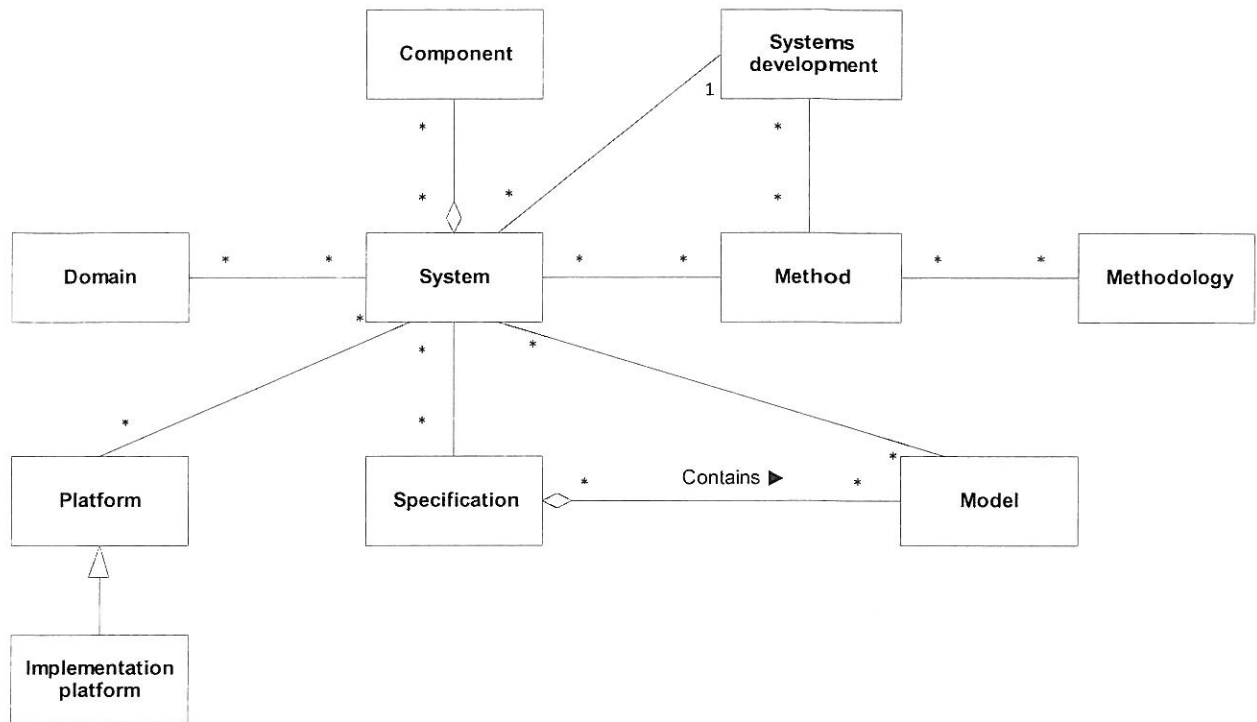 Component
Systems
development
1
*
*
*
*
*
Domain
*
*
System
*
*
Method
*
*
Methodology
*
*
*
*
*
*
Platform
Specification
*
Contains ►
*
*
Model
Implementation
platform